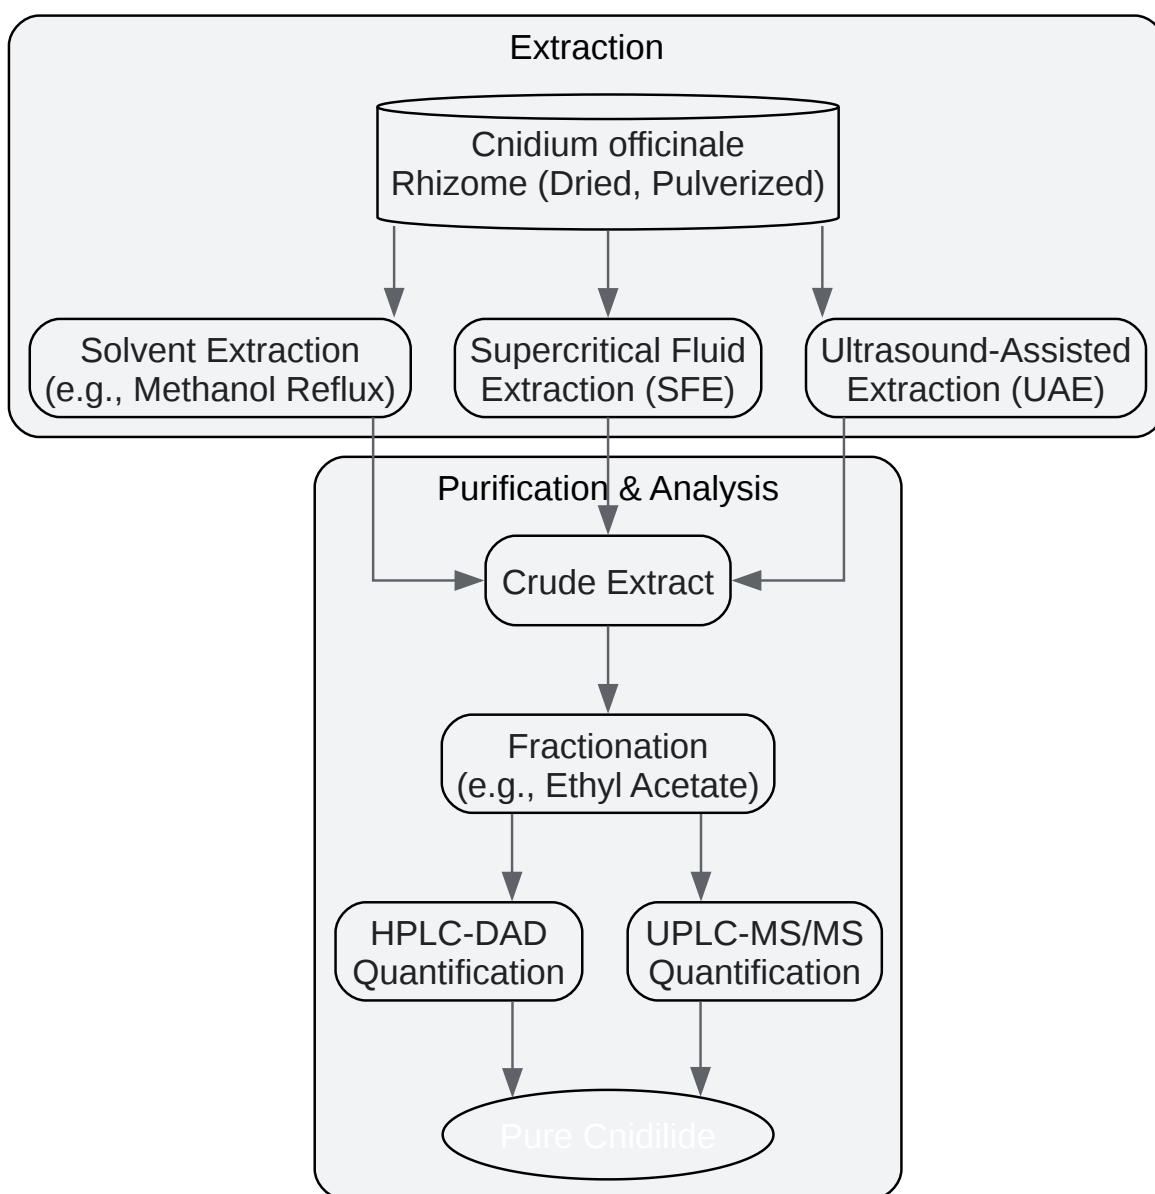 Extraction
Cnidium officinale
Rhizome (Dried, Pulverized)
Solvent Extraction
(e.g., Methanol Reflux)
Supercritical Fluid
Extraction (SFE)
Ultrasound-Assisted
Extraction (UAE)
Purification & Analysis
Crude Extract
Fractionation
(e.g., Ethyl Acetate)
HPLC-DAD
Quantification
UPLC-MS/MS
Quantification
Pure Cnidilide